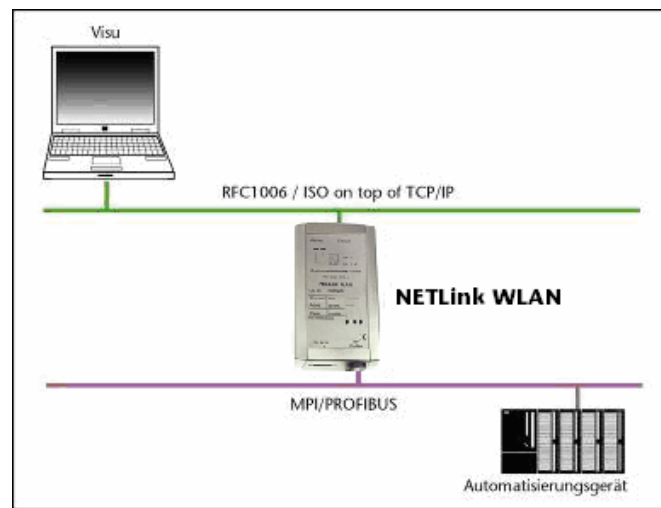 Visu
RFC1006 / ISO on top of TCP/IP
NETLink WLAN
MPI/PROFIBUS
Automatisierungsgerät